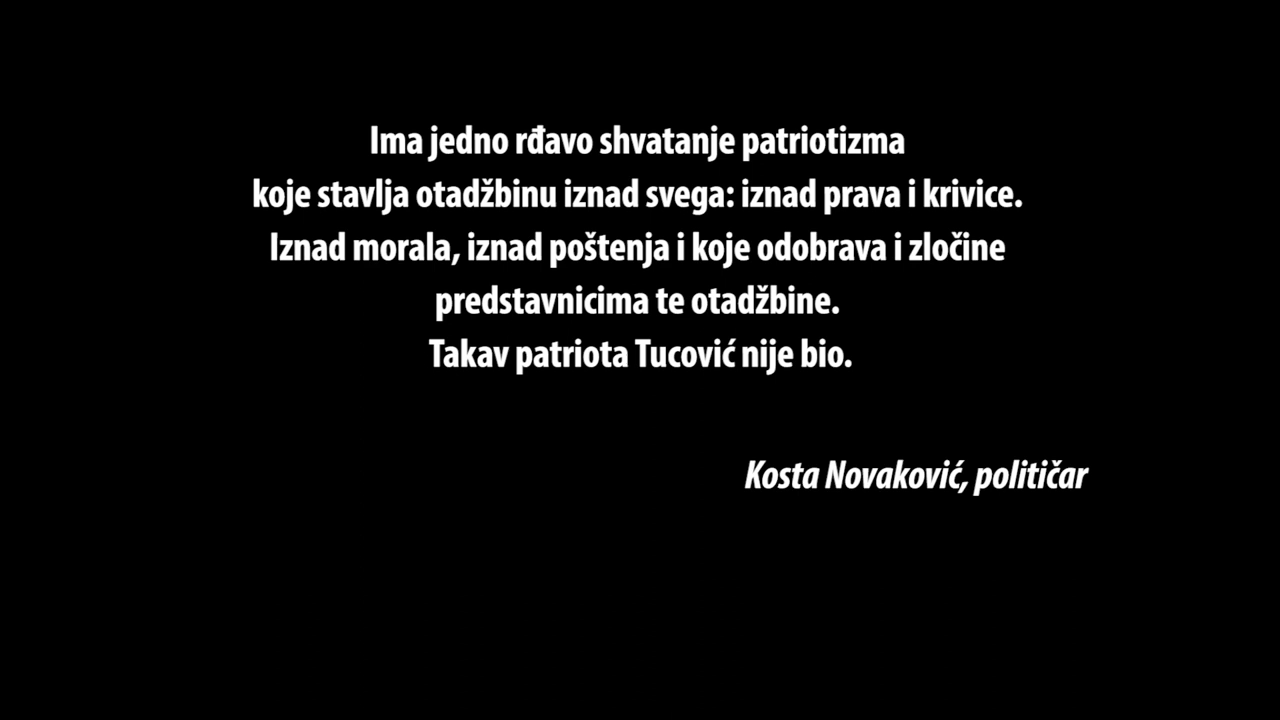 Ima jedno rđavo shvatanje patriotizma
koje stavlja otadžbinu iznad svega: iznad prava i krivice.
Iznad morala, iznad poštenja i koje odobrava i zločine
predstavnicima te otadžbine.
Takav patriota Tucović nije bio.
Kosta Novaković, političar